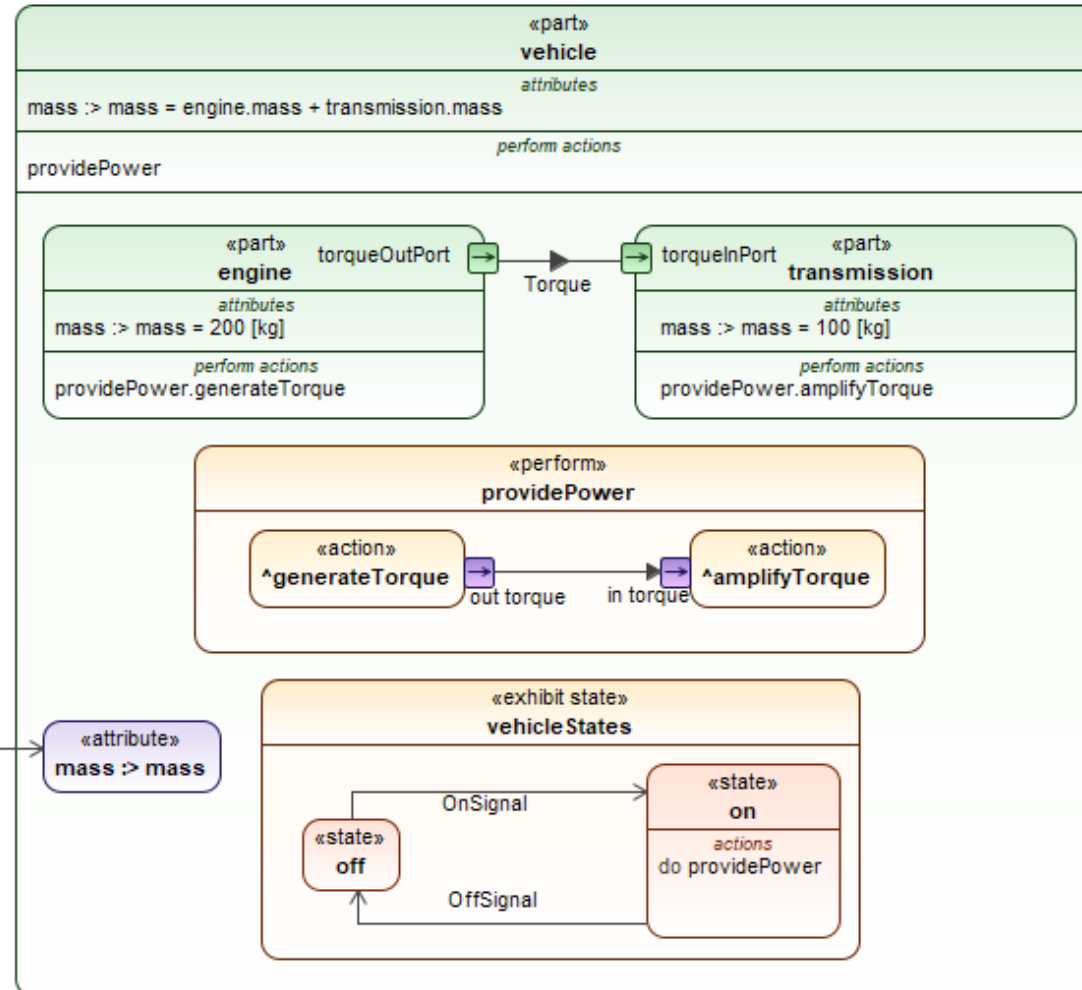 «part»
vehicle
attributes
mass :> mass = engine.mass + transmission.mass
perform actions
providePower
«part»
engine
torqueOutPort
attributes
mass :> mass = 200 [kg]
perform actions
providePower.generateTorque
Torque
torqueInPort
«part»
transmission
attributes
mass :> mass = 100 [kg]
perform actions
providePower.amplifyTorque
«perform»
providePower
«action»
^generateTorque
out torque
in torque
«action»
^amplifyTorque
«attribute»
mass :> mass
«exhibit state»
vehicleStates
«state»
off
OnSignal
OffSignal
«state»
on
actions
do providePower